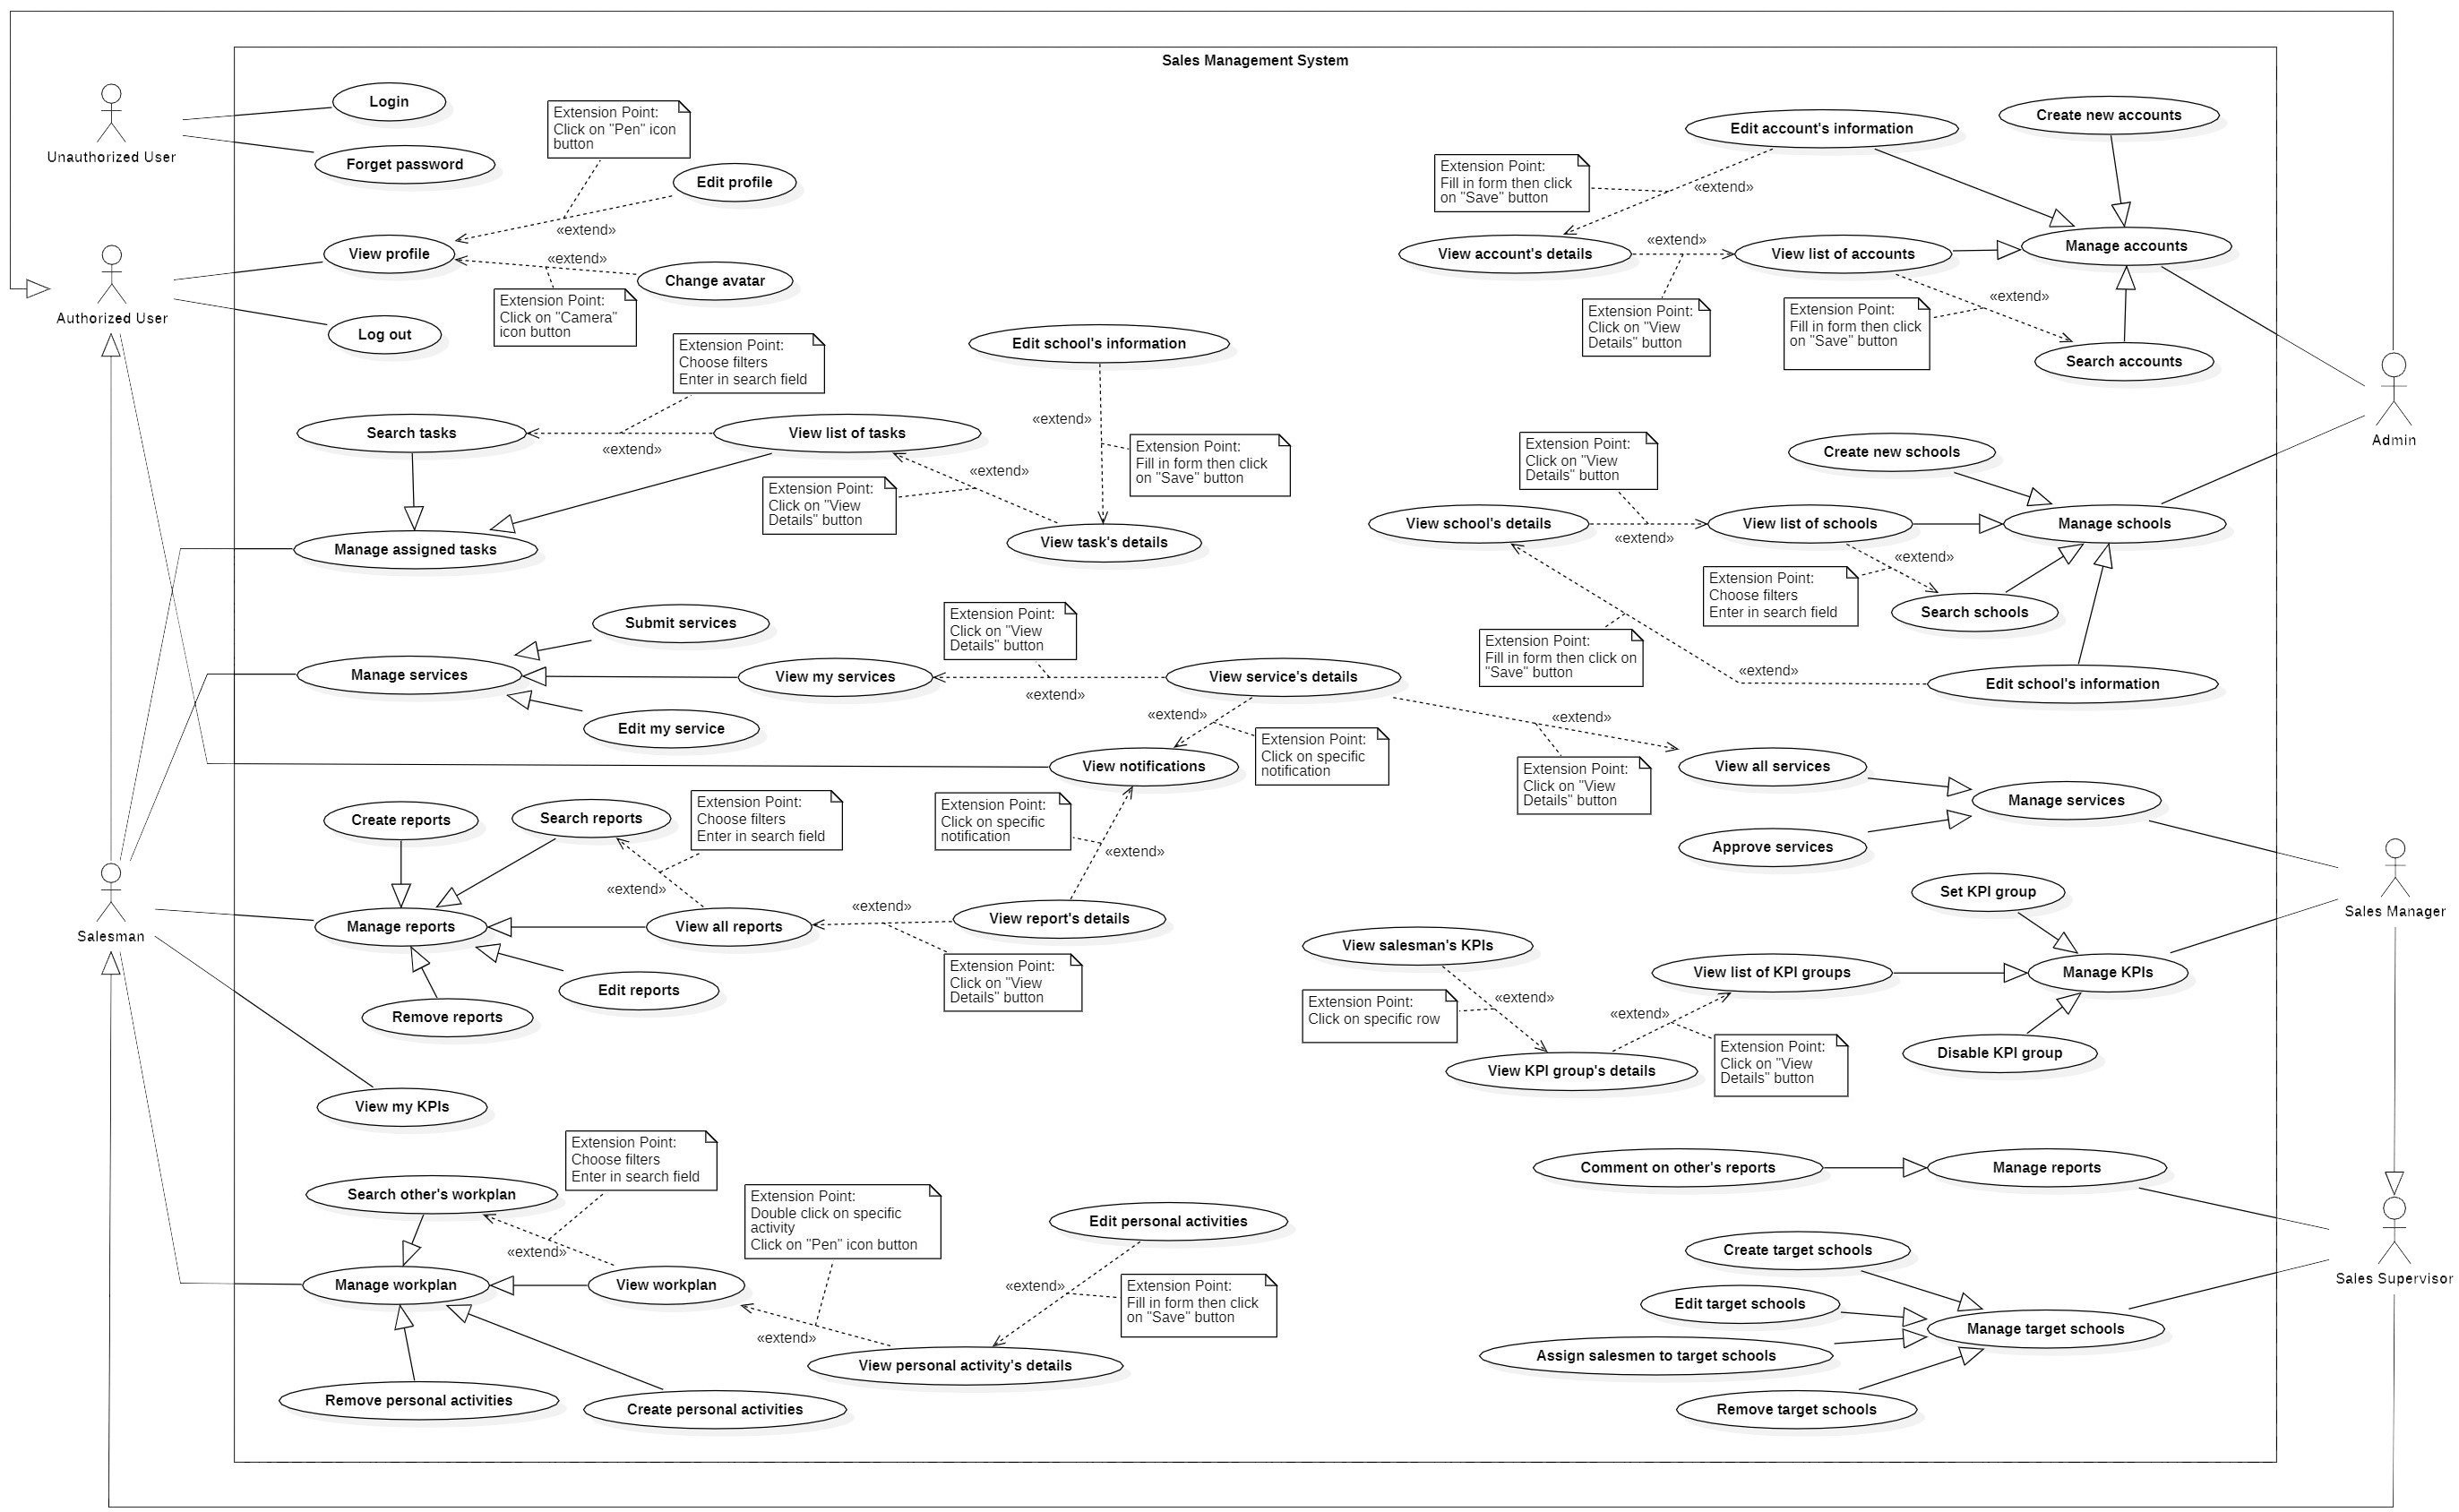 Sales Management System
Unauthorized User
Login
Forget password
Extension Point:
Click on "Pen" icon
button
Edit profile
«extend»
View profile
«extend»
Change avatar
Extension Point:
Click on "Camera"
icon button
Authorized User
Log out
Extension Point:
Choose filters
Enter in search field
Search tasks
«extend»
View list of tasks
Edit school's information
«extend»
Extension Point:
Fill in form then click
on "Save" button
«extend»
Extension Point:
Click on "View
Details" button
View task's details
Manage assigned tasks
Submit services
Manage services
View my services
Edit my service
Extension Point:
Click on "View
Details" button
«extend»
View service's details
«extend»
Extension Point:
Click on specific
notification
View notifications
«extend»
Extension Point:
Click on "View
Details" button
Extension Point:
Click on specific
notification
«extend»
Create reports
Search reports
Extension Point:
Choose filters
Enter in search field
«extend»
Salesman
Manage reports
View all reports
«extend»
View report's details
Extension Point:
Click on "View
Details" button
Edit reports
Remove reports
View my KPIs
Extension Point:
Choose filters
Enter in search field
Search other's workplan
«extend»
Extension Point:
Double click on specific
activity
Click on "Pen" icon button
Manage workplan
View workplan
«extend»
Edit personal activities
«extend»
Extension Point:
Fill in form then click
on "Save" button
View personal activity's details
Remove personal activities
Create personal activities
Edit account's information
Create new accounts
Extension Point:
Fill in form then click
on "Save" button
«extend»
View account's details
«extend»
View list of accounts
Manage accounts
Extension Point:
Click on "View
Details" button
Extension Point:
Fill in form then click
on "Save" button
«extend»
Search accounts
Admin
Extension Point:
Click on "View
Details" button
Create new schools
View school's details
«extend»
View list of schools
Manage schools
Extension Point:
Choose filters
Enter in search field
«extend»
Search schools
Extension Point:
Fill in form then click on
"Save" button
«extend»
Edit school's information
View all services
Manage services
Approve services
Sales Manager
Set KPI group
View salesman's KPIs
View list of KPI groups
Manage KPIs
Extension Point:
Click on specific row
«extend»
«extend»
Extension Point:
Click on "View
Details" button
Disable KPI group
View KPI group's details
Comment on other's reports
Manage reports
Sales Supervisor
Create target schools
Edit target schools
Manage target schools
Assign salesmen to target schools
Remove target schools